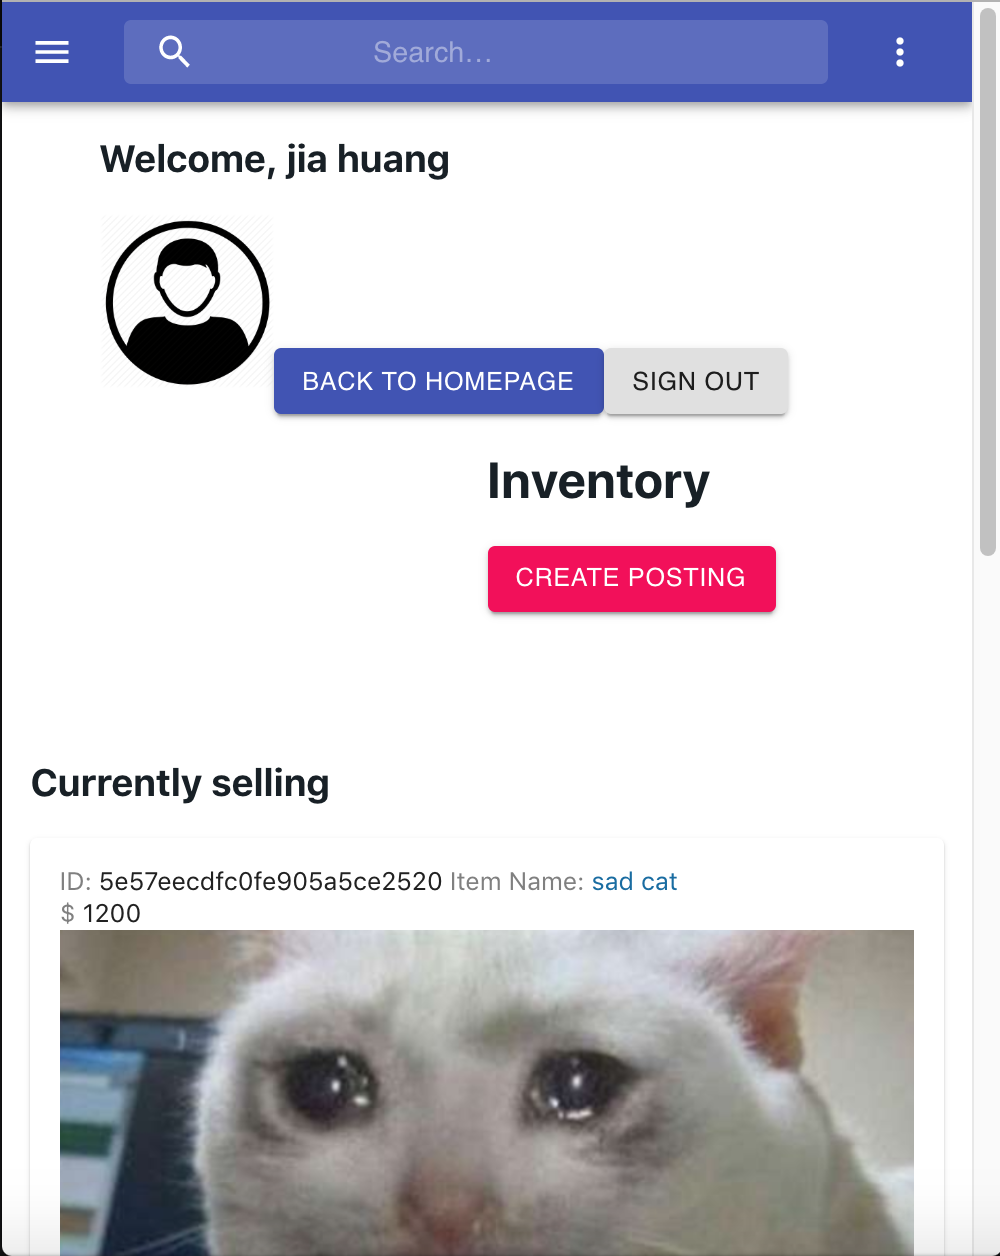 Search...
Welcome, jia huang
BACK TO HOMEPAGE SIGN OUT
Inventory
CREATE POSTING
Currently selling
ID: 5e57eecdfc0fe905a5ce2520 Item Name: sad cat
$ 1200